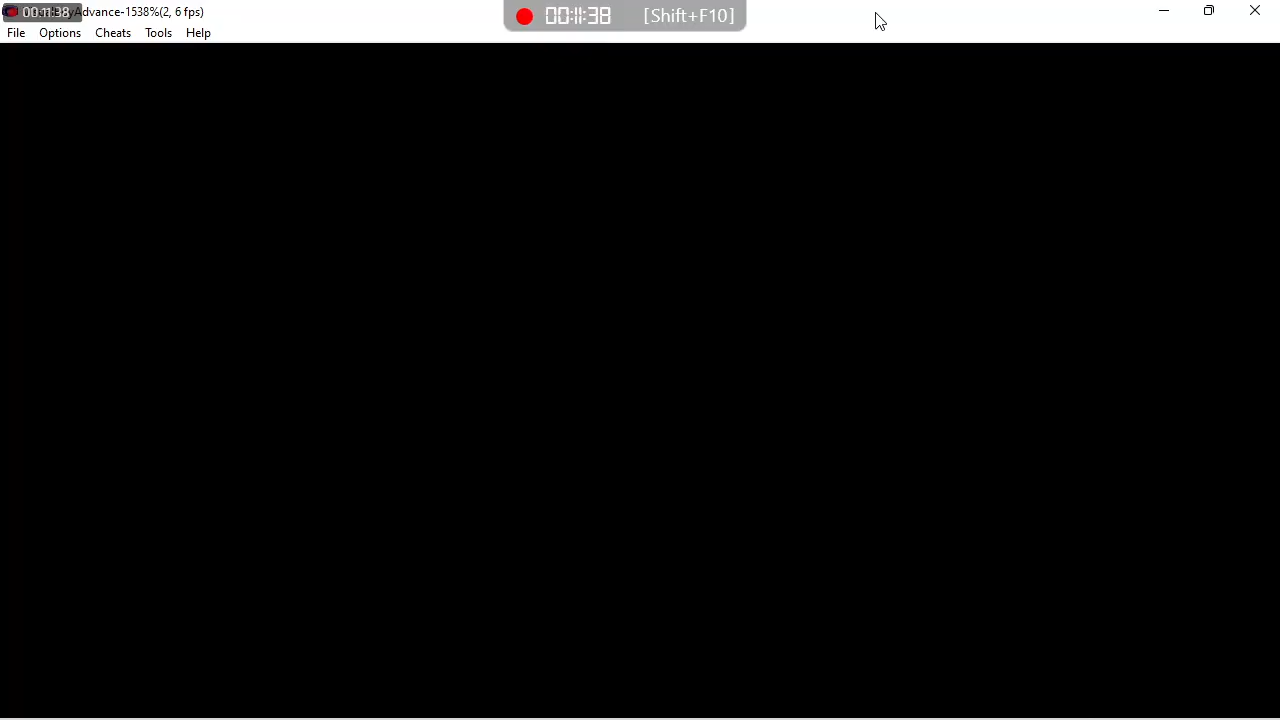 00:11:38 Advance-1538%(2, 6 fps)
00:11:38 [Shift+F10]
File Options Cheats Tools Help